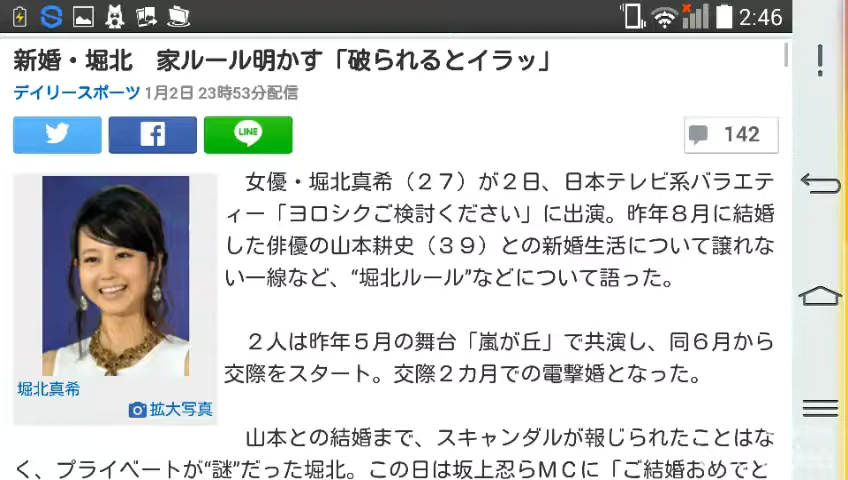 2:46
新婚・堀北　家ルール明かす「破られるとイラッ」
デイリースポーツ 1月2日 23時53分配信
LINE
142
女優・堀北真希（２７）が２日、日本テレビ系バラエテ
ィー「ヨロシクご検討ください」に出演。昨年８月に結婚
した俳優の山本耕史（３９）との新婚生活について譲れな
い一線など、“堀北ルール”などについて語った。
２人は昨年５月の舞台「嵐が丘」で共演し、同６月から
交際をスタート。交際２カ月での電撃婚となった。
堀北真希
拡大写真
山本との結婚まで、スキャンダルが報じられたことはな
く、プライベートが“謎”だった堀北。この日は坂上忍らＭＣに「ご結婚おめでと